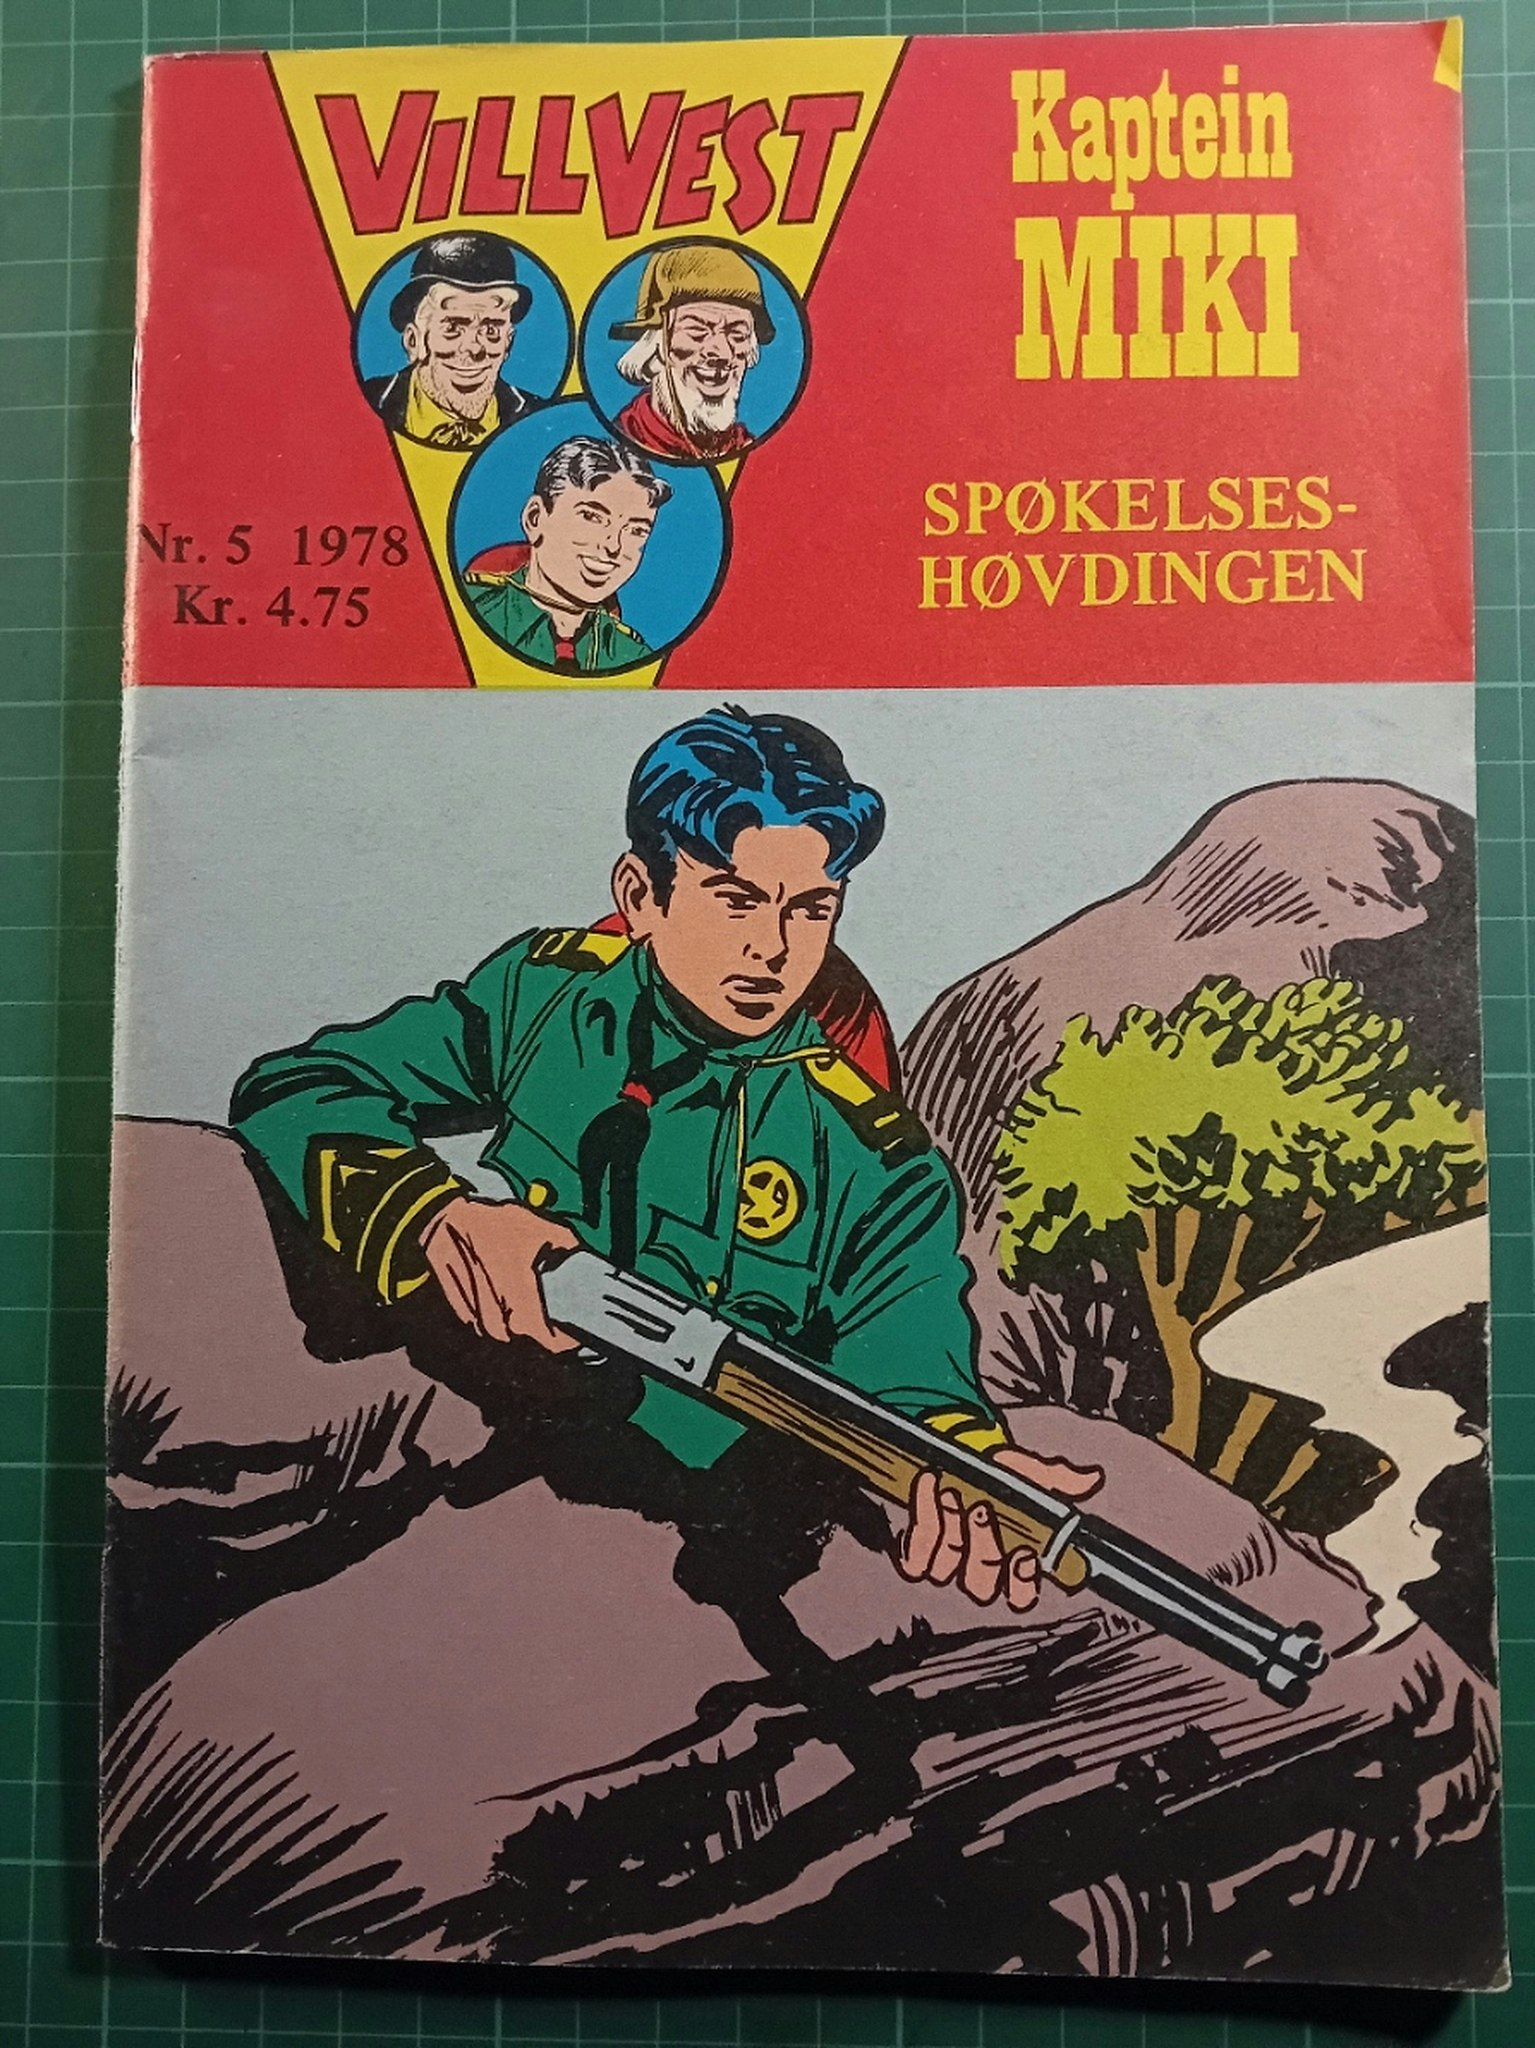 VILLVEST
Nr. 5 1978
Kr. 4.75
Kaptein
MIKI
SPØKELSES-
HØVDINGEN